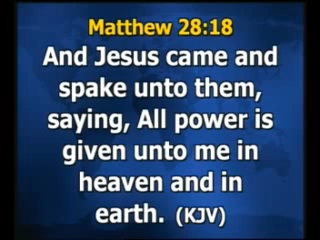 Matthew 28:18
And Jesus came and
spake unto them,
saying, All power is
given unto me in
heaven and in
earth. (KJV)